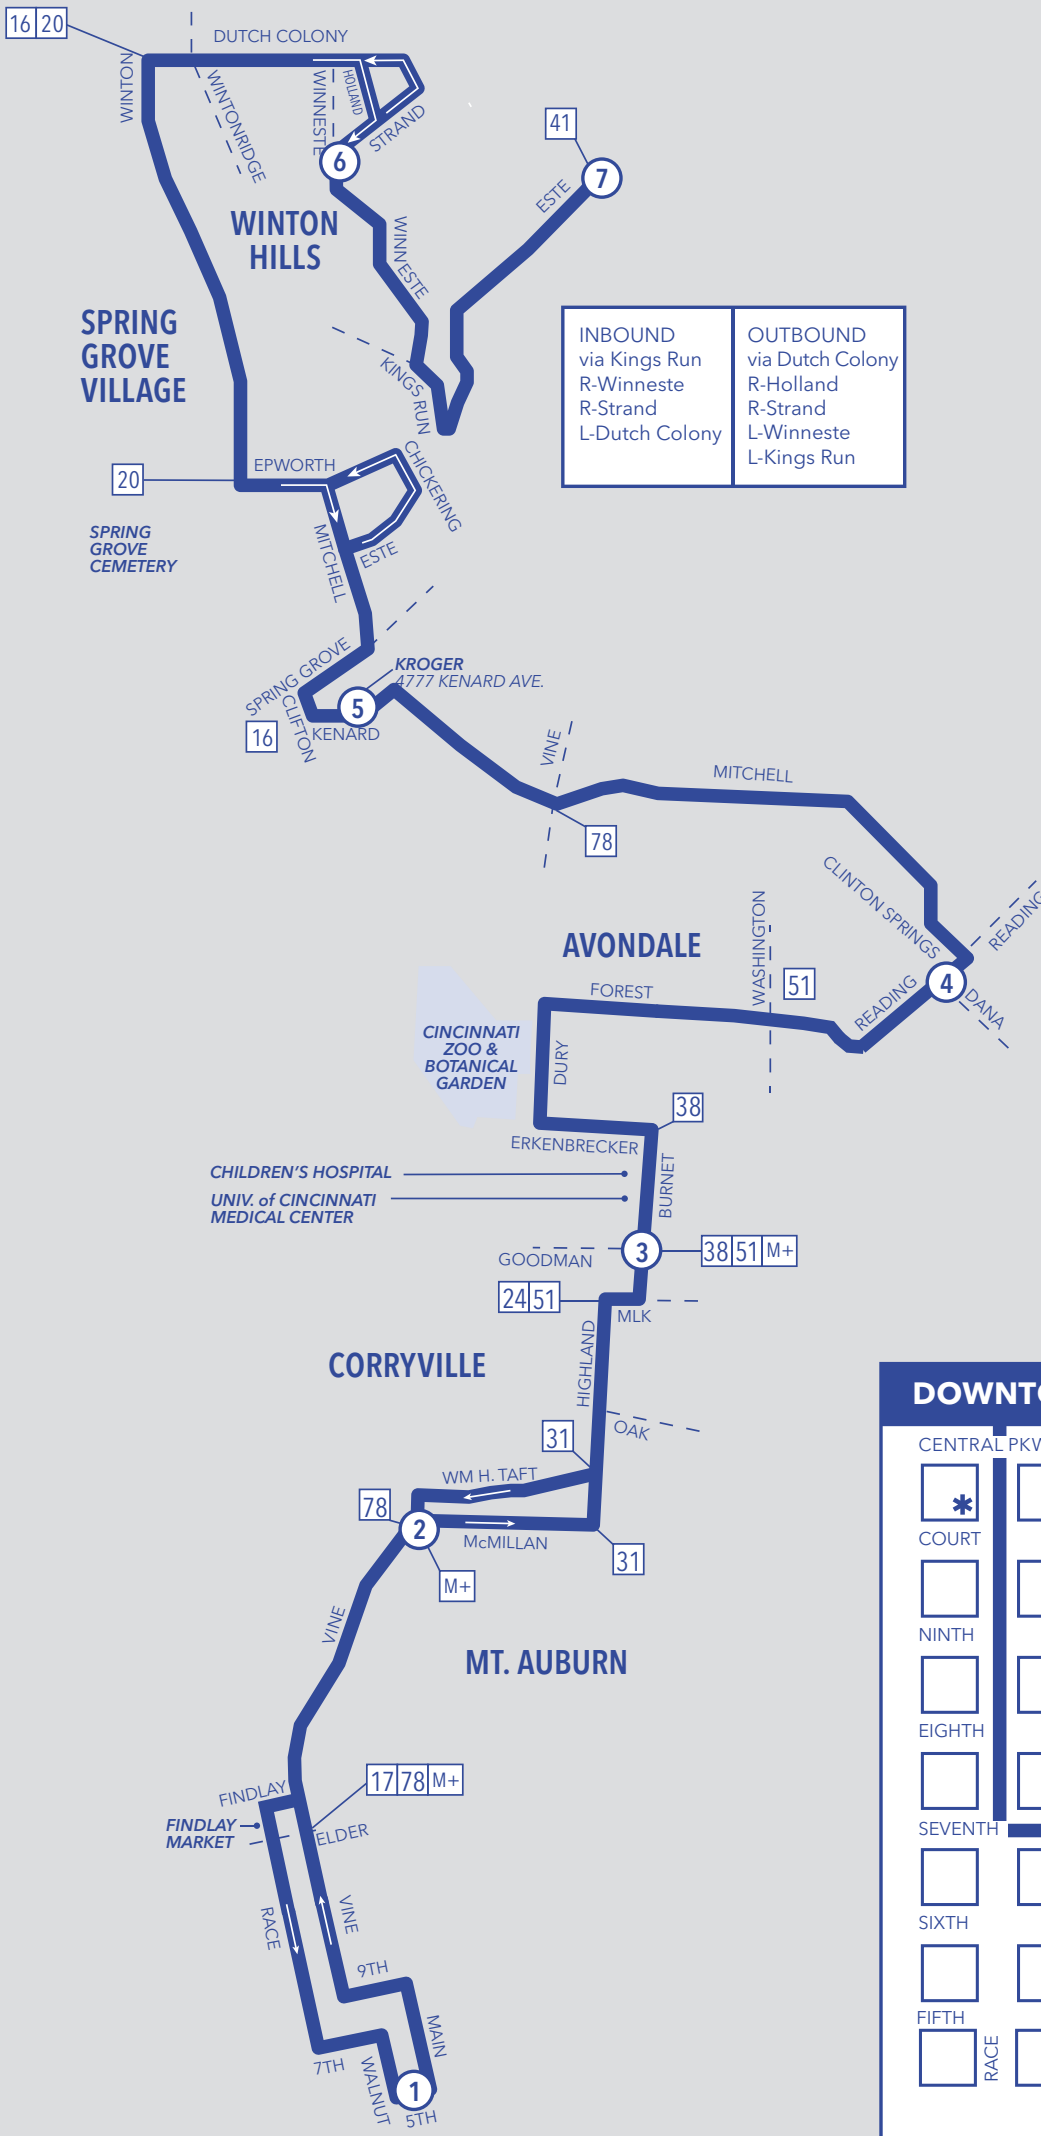 16 20
DUTCH COLONY
WINTON
WINTONRIDGE
WINNESTE
HOLLAND
STRAND
6
41
7
ESTE
WINTON
HILLS
WINNESTE
SPRING
GROVE
VILLAGE
KINGS RUN
INBOUND
via Kings Run
R-Winneste
R-Strand
L-Dutch Colony
OUTBOUND
via Dutch Colony
R-Holland
R-Strand
L-Winneste
L-Kings Run
20
EPWORTH
CHICKERING
SPRING
GROVE
CEMETERY
MITCHELL
ESTE
SPRING GROVE
KROGER
4777 KENARD AVE.
5
16
CLIFTON
KENARD
VINE
MITCHELL
78
CLINTON SPRINGS
READING
WASHINGTON
AVONDALE
51
4
READING
DANA
FOREST
CINCINNATI
ZOO &
BOTANICAL
GARDEN
DURY
38
ERKENBRECKER
CHILDREN'S HOSPITAL
BURNET
UNIV. of CINCINNATI
MEDICAL CENTER
GOODMAN
3
38 51 M+
24 51
MLK
HIGHLAND
CORRYVILLE
OAK
31
WM H. TAFT
78
2
McMILLAN
31
M+
VINE
MT. AUBURN
17 78 M+
FINDLAY
FINDLAY
MARKET
ELDER
RACE
VINE
9TH
MAIN
7TH
WALNUT
1
5TH
DOWNTO
CENTRAL PKW
*
COURT
NINTH
EIGHTH
SEVENTH
SIXTH
FIFTH
RACE